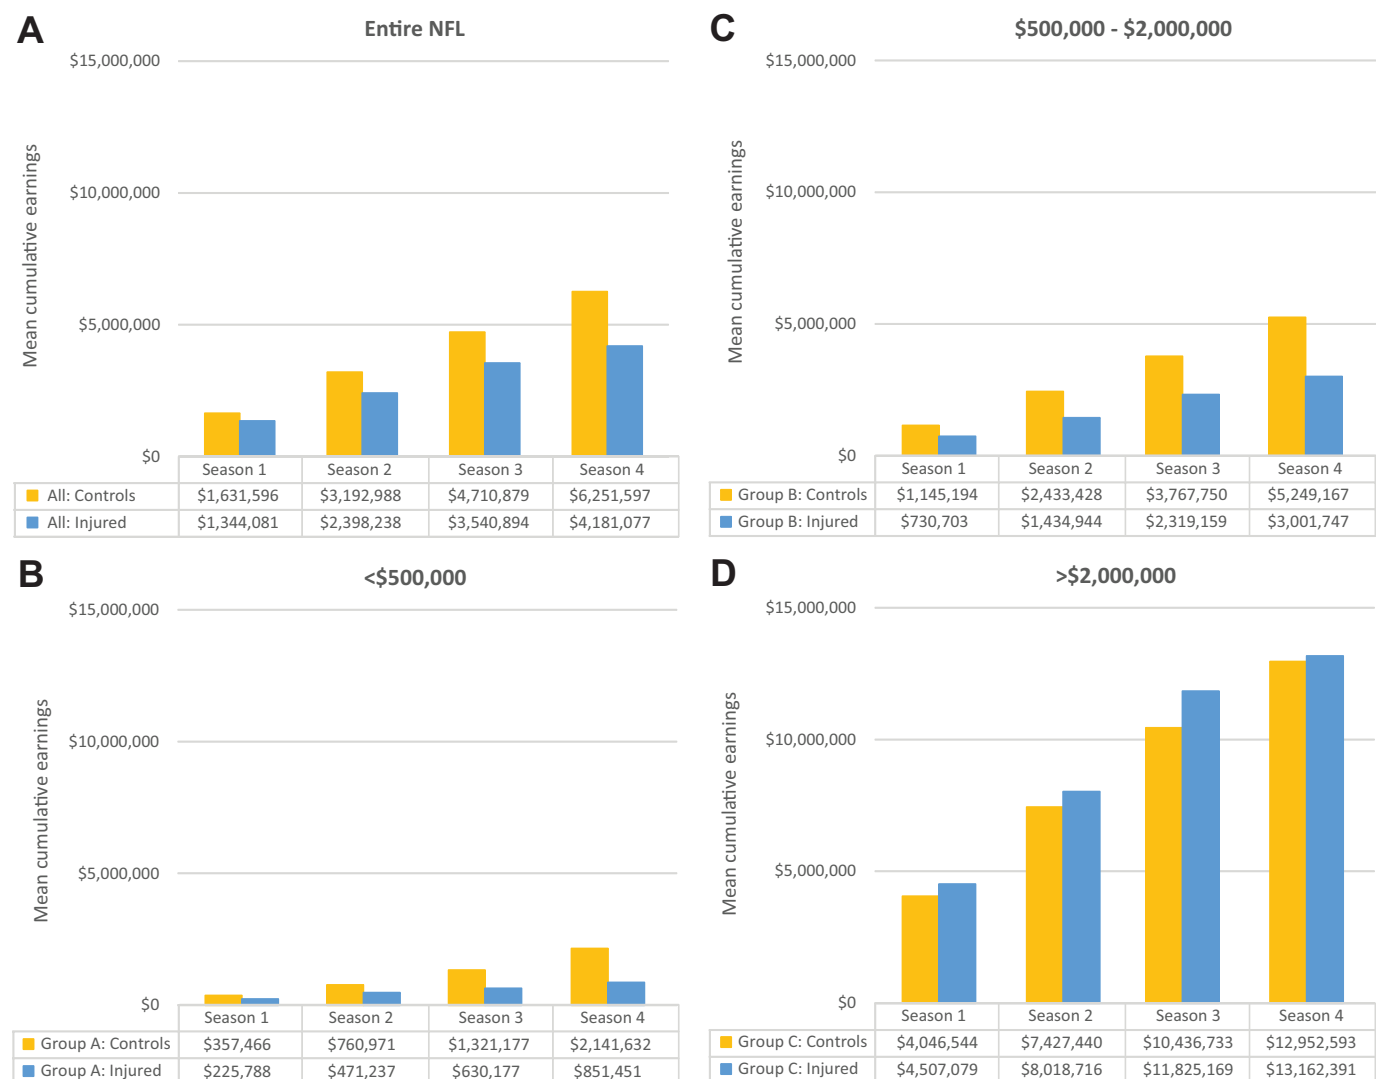 A
Entire NFL
$15,000,000
$10,000,000
$5,000,000
$0
Mean cumulative earnings
Season 1 Season 2 Season 3 Season 4
All: Controls $1,631,596 $3,192,988 $4,710,879 $6,251,597
All: Injured $1,344,081 $2,398,238 $3,540,894 $4,181,077
B
<$500,000
$15,000,000
$10,000,000
$5,000,000
$0
Mean cumulative earnings
Season 1 Season 2 Season 3 Season 4
Group A: Controls $357,466 $760,971 $1,321,177 $2,141,632
Group A: Injured $225,788 $471,237 $630,177 $851,451
C
$500,000 - $2,000,000
$15,000,000
$10,000,000
$5,000,000
$0
Mean cumulative earnings
Season 1 Season 2 Season 3 Season 4
Group B: Controls $1,145,194 $2,433,428 $3,767,750 $5,249,167
Group B: Injured $730,703 $1,434,944 $2,319,159 $3,001,747
D
>$2,000,000
$15,000,000
$10,000,000
$5,000,000
$0
Mean cumulative earnings
Season 1 Season 2 Season 3 Season 4
Group C: Controls $4,046,544 $7,427,440 $10,436,733 $12,952,593
Group C: Injured $4,507,079 $8,018,716 $11,825,169 $13,162,391